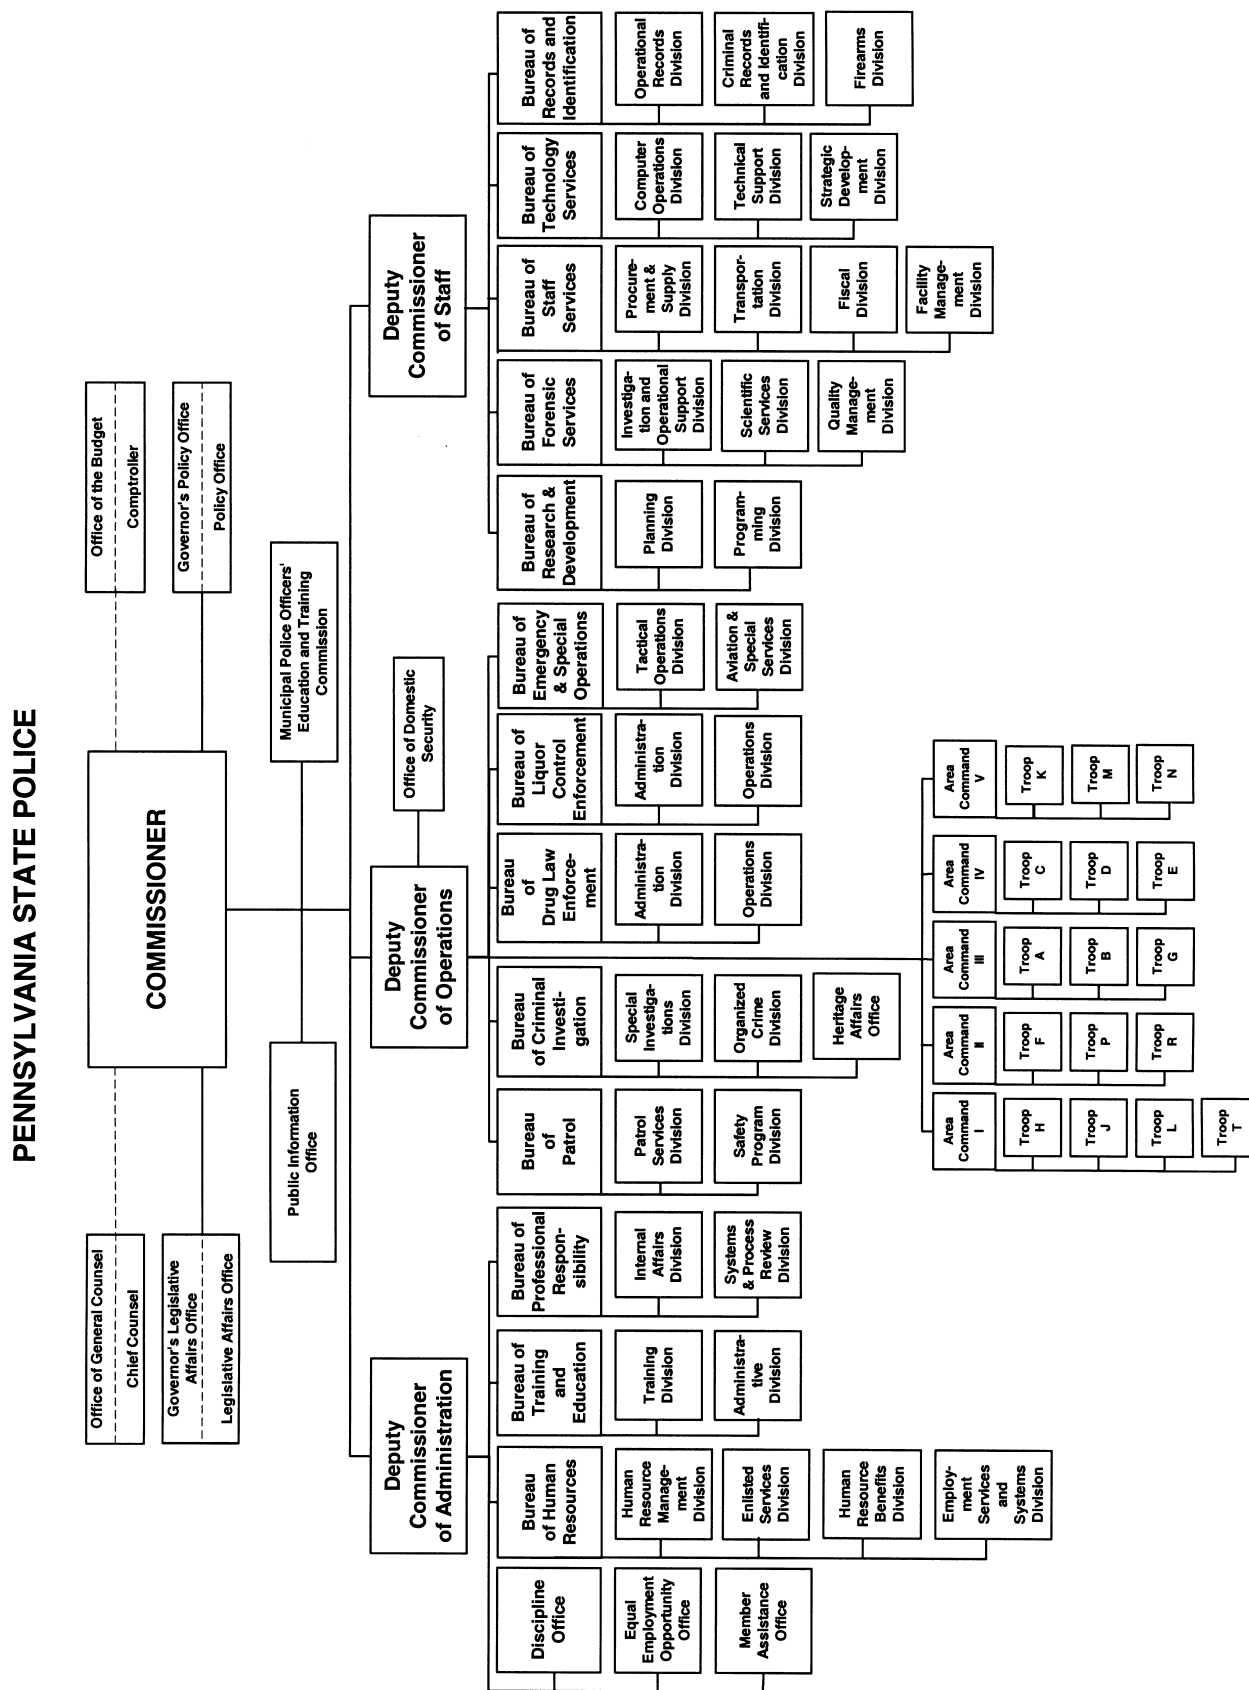 PENNSYLVANIA STATE POLICE
Office of General Counsel
Chief Counsel
Governor's Legislative
Affairs Office
Legislative Affairs Office
COMMISSIONER
Office of the Budget
Comptroller
Governor's Policy Office
Policy Office
Public Information
Office
Municipal Police Officers'
Education and Training
Commission
Deputy
Commissioner
of Administration
Deputy
Commissioner
of Operations
Office of Domestic
Security
Deputy
Commissioner
of Staff
Discipline
Office
Equal
Employment
Opportunity
Office
Member
Assistance
Office
Bureau
of Human
Resources
Human
Resource
Manage-
ment
Division
Enlisted
Services
Division
Human
Resource
Benefits
Division
Employ-
ment
Services
and
Systems
Division
Bureau of
Training
and
Education
Training
Division
Administra-
tive
Division
Bureau of
Professional
Respon-
sibility
Internal
Affairs
Division
Systems
& Process
Review
Division
Bureau
of
Patrol
Patrol
Services
Division
Safety
Program
Division
Bureau
of Criminal
Investi-
gation
Special
Investiga-
tions
Division
Organized
Crime
Division
Heritage
Affairs
Office
Bureau
of
Drug Law
Enforce-
ment
Administra-
tion
Division
Operations
Division
Bureau of
Liquor
Control
Enforcement
Administra-
tion
Division
Operations
Division
Bureau of
Emergency
& Special
Operations
Tactical
Operations
Division
Aviation &
Special
Services
Division
Bureau of
Research &
Development
Planning
Division
Program-
ming
Division
Bureau of
Forensic
Services
Investiga-
tion and
Operational
Support
Division
Scientific
Services
Division
Quality
Manage-
ment
Division
Bureau of
Staff
Services
Procure-
ment &
Supply
Division
Transpor-
tation
Division
Fiscal
Division
Facility
Manage-
ment
Division
Bureau of
Technology
Services
Computer
Operations
Division
Technical
Support
Division
Strategic
Develop-
ment
Division
Bureau of
Records and
Identification
Operational
Records
Division
Criminal
Records
and Identifi-
cation
Division
Firearms
Division
Area
Command
I
Troop
H
Troop
J
Troop
L
Troop
T
Area
Command
II
Troop
F
Troop
P
Troop
R
Area
Command
III
Troop
A
Troop
B
Troop
G
Area
Command
IV
Troop
C
Troop
D
Troop
E
Area
Command
V
Troop
K
Troop
M
Troop
N